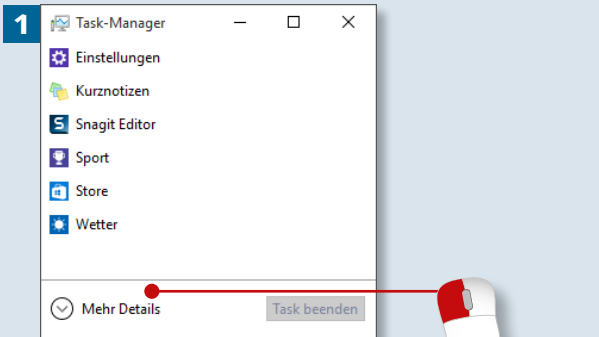 1
Task-Manager
Einstellungen
Kurznotizen
Snagit Editor
Sport
Store
Wetter
Mehr Details
Task beenden